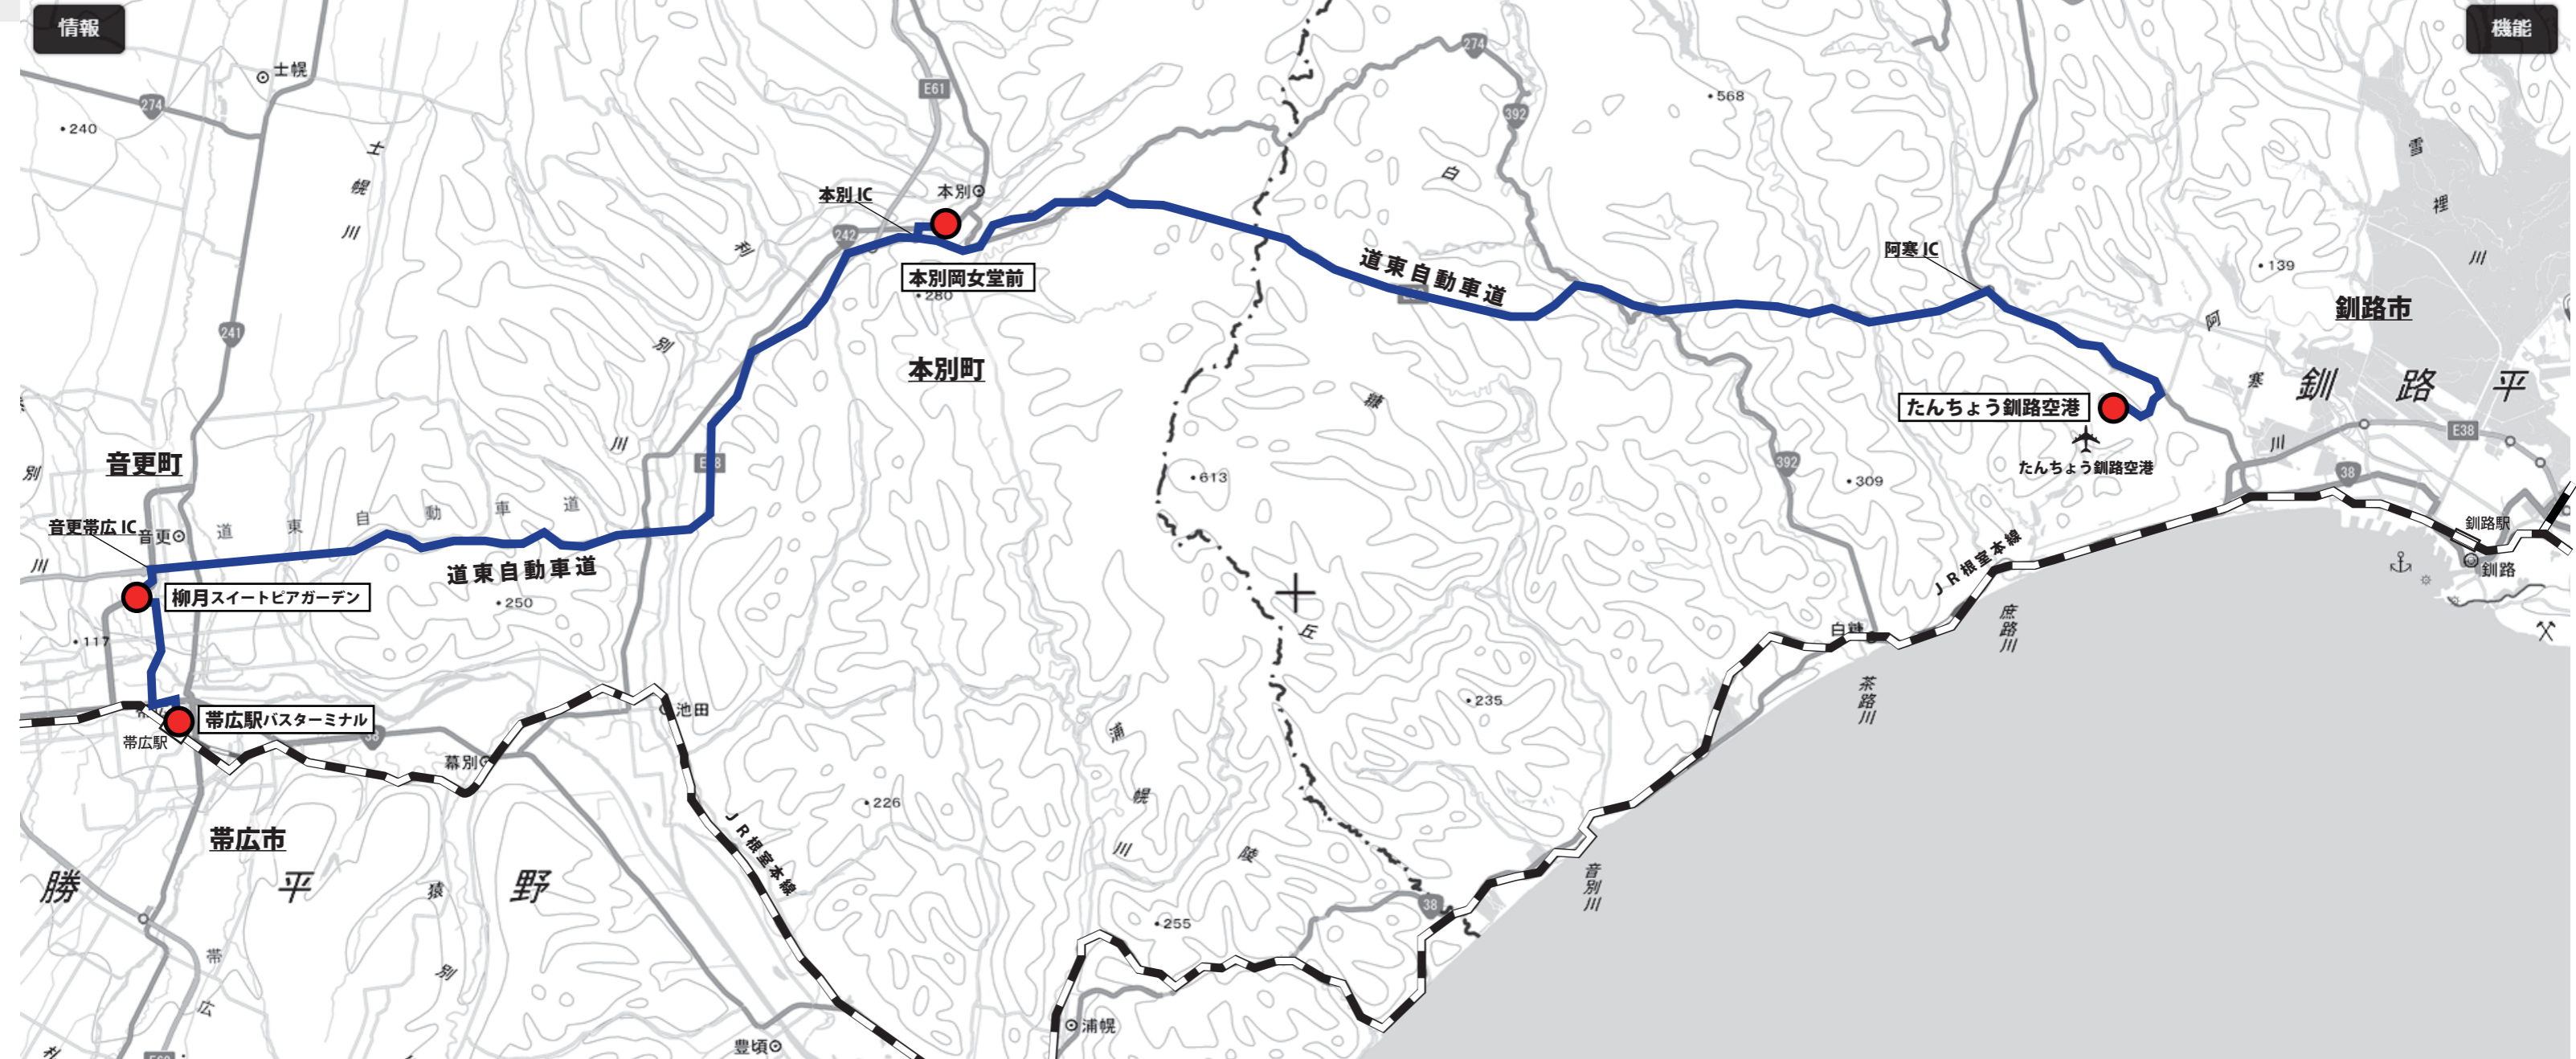 情報
機能
士幌
274
240
士
幌
川
E61
274
392
568
白
雪
裡
川
139
本別 IC
本別
242
利
本別岡女堂前
280
道東自動車道
阿寒 IC
釧路市
阿
寒
川
釧 路 平
241
別
川
本別町
糠
たんちょう釧路空港
たんちょう釧路空港
E38
38
音更町
別
川
613
392
309
音更帯広 IC
音更
道 東 自 動 車 道
道東自動車道
釧路駅
釧路
JR根室本線
柳月スイートピアガーデン
250
117
丘
庶路川
白糠
茶路川
帯広駅バスターミナル
帯広駅
38
池田
幕別
235
浦
幌
川
226
JR根室本線
陵
音別川
帯広市
勝 平 野
猿
別
帯
広
札
255
38
浦幌
豊頃